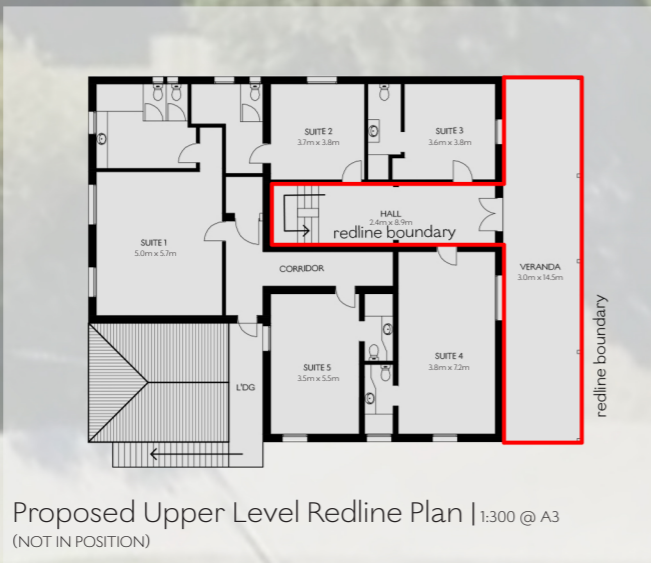 SUITE 2
3.7m x 3.8m
SUITE 3
3.6m x 3.8m
HALL
2.4m x 8.9m
redline boundary
SUITE 1
5.0m x 5.7m
CORRIDOR
VERANDA
3.0m x 14.5m
redline boundary
SUITE 5
3.5m x 5.5m
SUITE 4
3.8m x 7.2m
L'DG
Proposed Upper Level Redline Plan | 1:300 @ A3
(NOT IN POSITION)